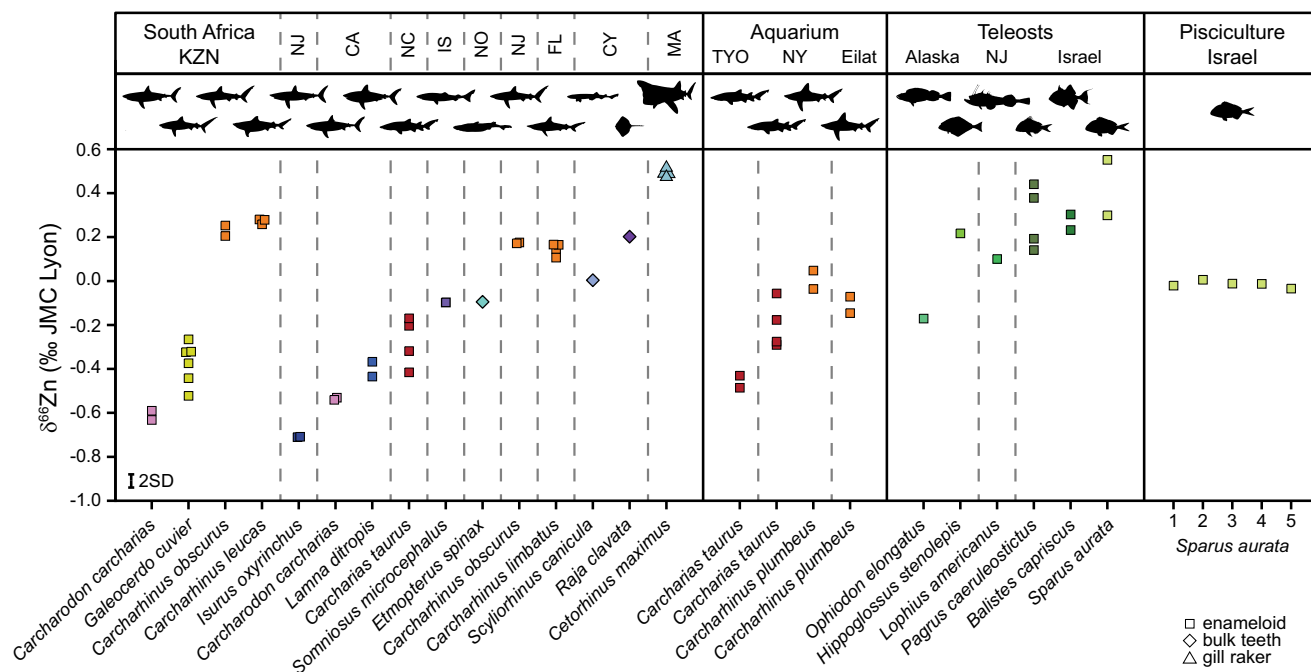 South Africa
KZN
NJ
CA
NC
IS
NO
NJ
FL
CY
MA
Aquarium
TYO NY Eilat
Teleosts
Alaska NJ Israel
Pisciculture
Israel
δ⁶⁶Zn (‰ JMC Lyon)
0.6
0.4
0.2
0.0
-0.2
-0.4
-0.6
-0.8
-1.0
2SD
Carcharodon carcharias
Galeocerdo cuvier
Carcharhinus obscurus
Carcharhinus leucas
Isurus oxyrinchus
Carcharodon carcharias
Lamna ditropis
Carcharias taurus
Somniosus microcephalus
Etmopterus spinax
Carcharhinus obscurus
Carcharhinus limbatus
Scyliorhinus canicula
Raja clavata
Cetorhinus maximus
Carcharias taurus
Carcharias taurus
Carcharhinus plumbeus
Carcharhinus plumbeus
Ophiodon elongatus
Hippoglossus stenolepis
Lophius americanus
Pagrus caeruleostictus
Balistes capriscus
Sparus aurata
1 2 3 4 5
Sparus aurata
enameloid
bulk teeth
gill raker